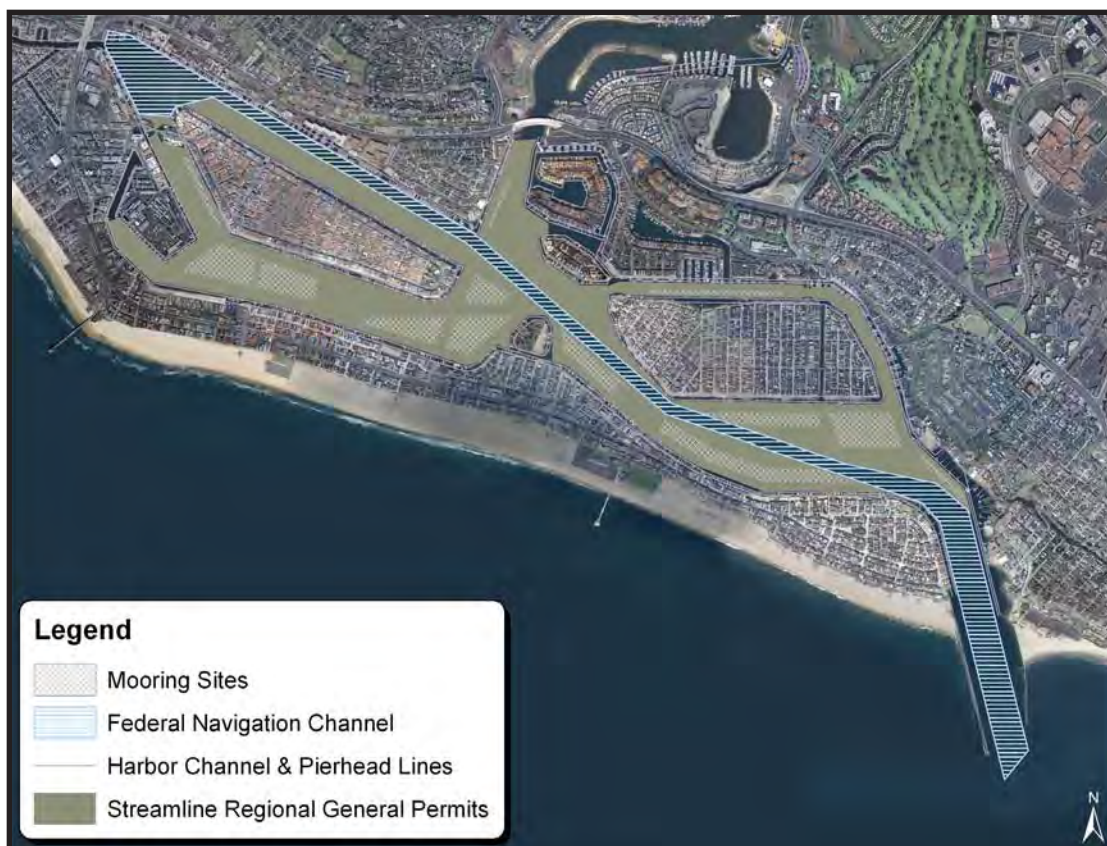 Legend
Mooring Sites
Federal Navigation Channel
Harbor Channel & Pierhead Lines
Streamline Regional General Permits
N